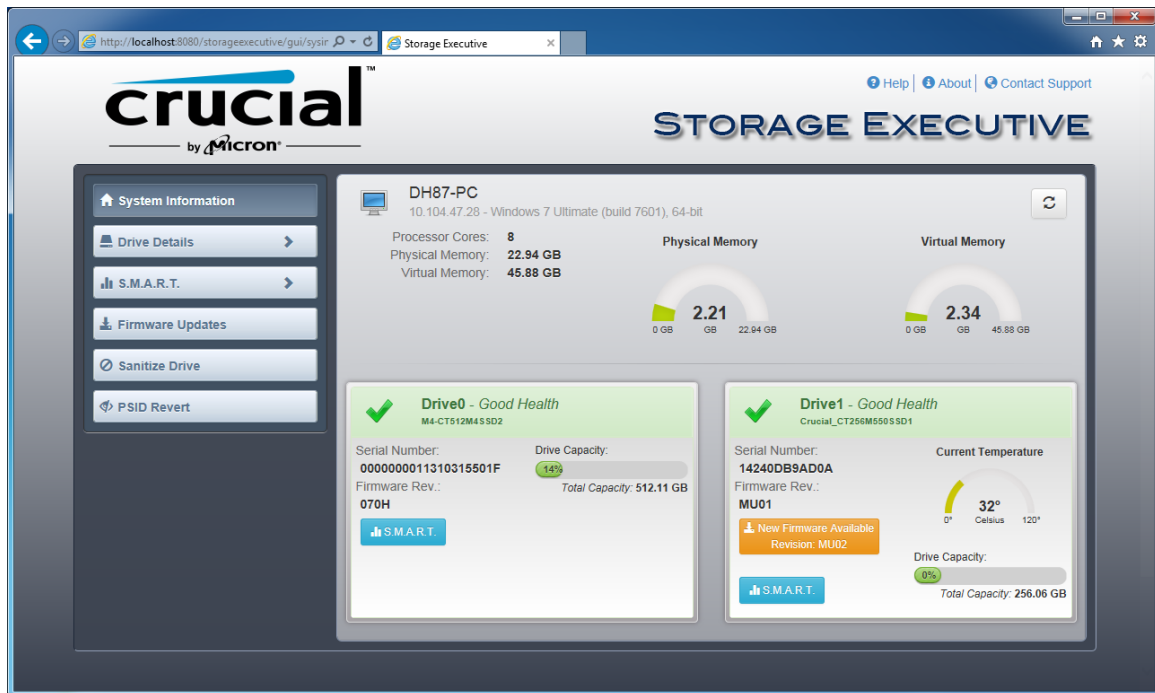 http://localhost:8080/storageexecutive/gui/sysir
Storage Executive
crucial™
by Micron®
Help
About
Contact Support
STORAGE EXECUTIVE
System Information
Drive Details
S.M.A.R.T.
Firmware Updates
Sanitize Drive
PSID Revert
DH87-PC
10.104.47.28 - Windows 7 Ultimate (build 7601), 64-bit
Processor Cores: 8
Physical Memory: 22.94 GB
Virtual Memory: 45.88 GB
Physical Memory
2.21
0 GB GB 22.94 GB
Virtual Memory
2.34
0 GB GB 45.88 GB
Drive0 - Good Health
M4-CT512M4SSD2
Serial Number:
0000000011310315501F
Firmware Rev.:
070H
S.M.A.R.T.
Drive Capacity:
14%
Total Capacity: 512.11 GB
Drive1 - Good Health
Crucial_CT256M550SSD1
Serial Number:
14240DB9AD0A
Firmware Rev.:
MU01
New Firmware Available
Revision: MU02
S.M.A.R.T.
Current Temperature
32°
0° Celsius 120°
Drive Capacity:
0%
Total Capacity: 256.06 GB